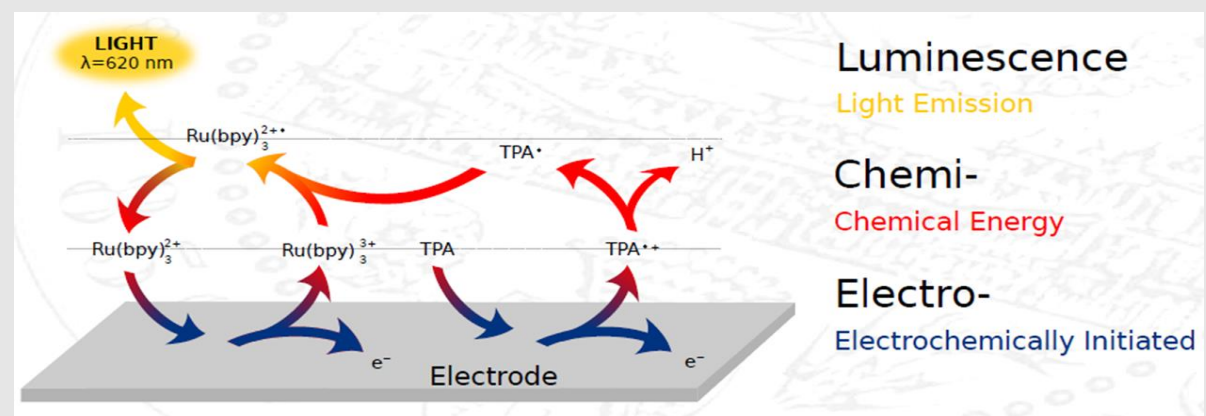 LIGHT
λ=620 nm
Ru(bpy)₃²⁺•
TPA•
H⁺
Ru(bpy)₃²⁺
Ru(bpy)₃³⁺
TPA
TPA•⁺
e⁻
e⁻
Electrode
Luminescence
Light Emission
Chemi-
Chemical Energy
Electro-
Electrochemically Initiated